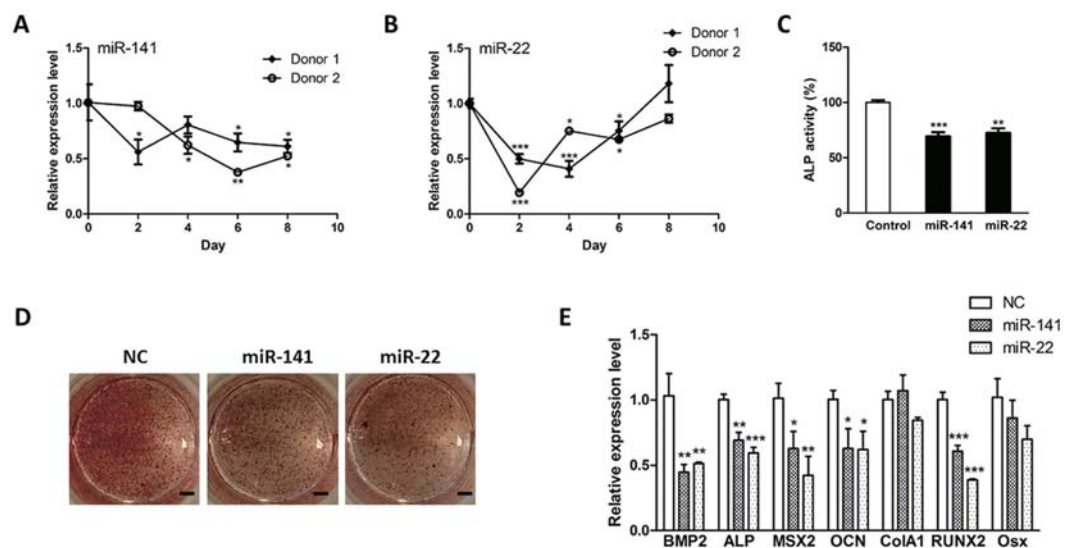 A
miR-141
Donor 1
Donor 2
Relative expression level
1.5
1.0
0.5
0.0
*
*
**
*
*
*
0 2 4 6 8 10
Day
B
miR-22
Donor 1
Donor 2
Relative expression level
1.5
1.0
0.5
0.0
***
***
***
*
*
*
0 2 4 6 8 10
Day
C
ALP activity (%)
150
100
50
0
*** **
Control miR-141 miR-22
D
NC miR-141 miR-22
E
NC
miR-141
miR-22
Relative expression level
1.5
1.0
0.5
0.0
** ** ** *** * ** * * *** ***
BMP2 ALP MSX2 OCN ColA1 RUNX2 Osx